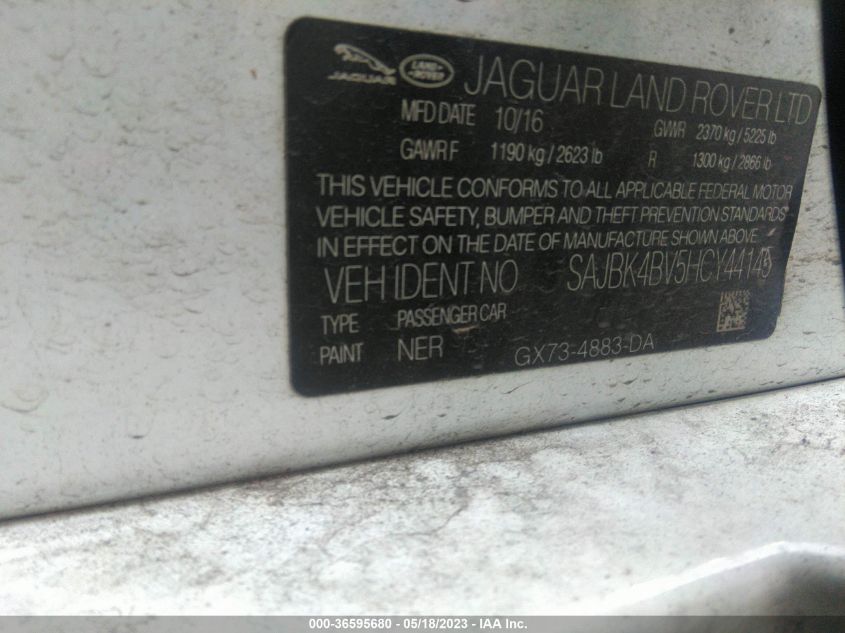 JAGUAR LAND ROVER JAGUAR LAND ROVER LTD
MFD DATE 10/16 GVWR 2370 kg / 5225 lb
GAWR F 1190 kg / 2623 lb R 1300 kg / 2866 lb
THIS VEHICLE CONFORMS TO ALL APPLICABLE FEDERAL MOTOR
VEHICLE SAFETY, BUMPER AND THEFT PREVENTION STANDARDS
IN EFFECT ON THE DATE OF MANUFACTURE SHOWN ABOVE.
VEH IDENT NO SAJBK4BV5HCY44145
TYPE PASSENGER CAR
PAINT NER GX73-4883-DA
000-36595680 - 05/18/2023 - IAA Inc.